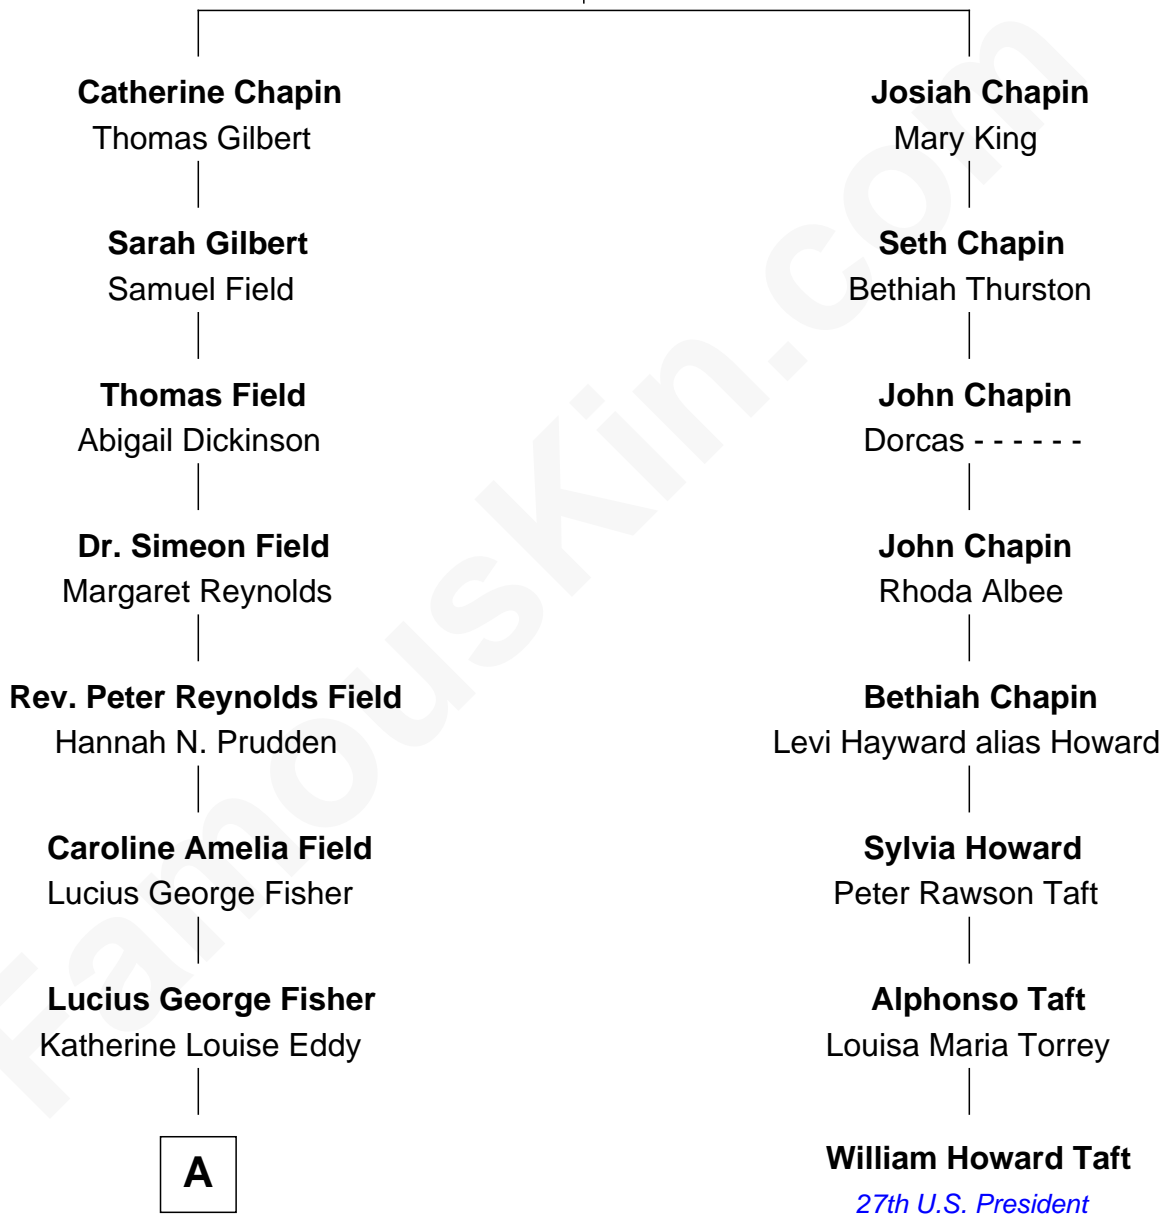 Catherine Chapin
Thomas Gilbert
Sarah Gilbert
Samuel Field
Thomas Field
Abigail Dickinson
Dr. Simeon Field
Margaret Reynolds
Rev. Peter Reynolds Field
Hannah N. Prudden
Caroline Amelia Field
Lucius George Fisher
Lucius George Fisher
Katherine Louise Eddy
A
Josiah Chapin
Mary King
Seth Chapin
Bethiah Thurston
John Chapin
Dorcas - - - - - -
John Chapin
Rhoda Albee
Bethiah Chapin
Levi Hayward alias Howard
Sylvia Howard
Peter Rawson Taft
Alphonso Taft
Louisa Maria Torrey
William Howard Taft
27th U.S. President
FamousKin.com